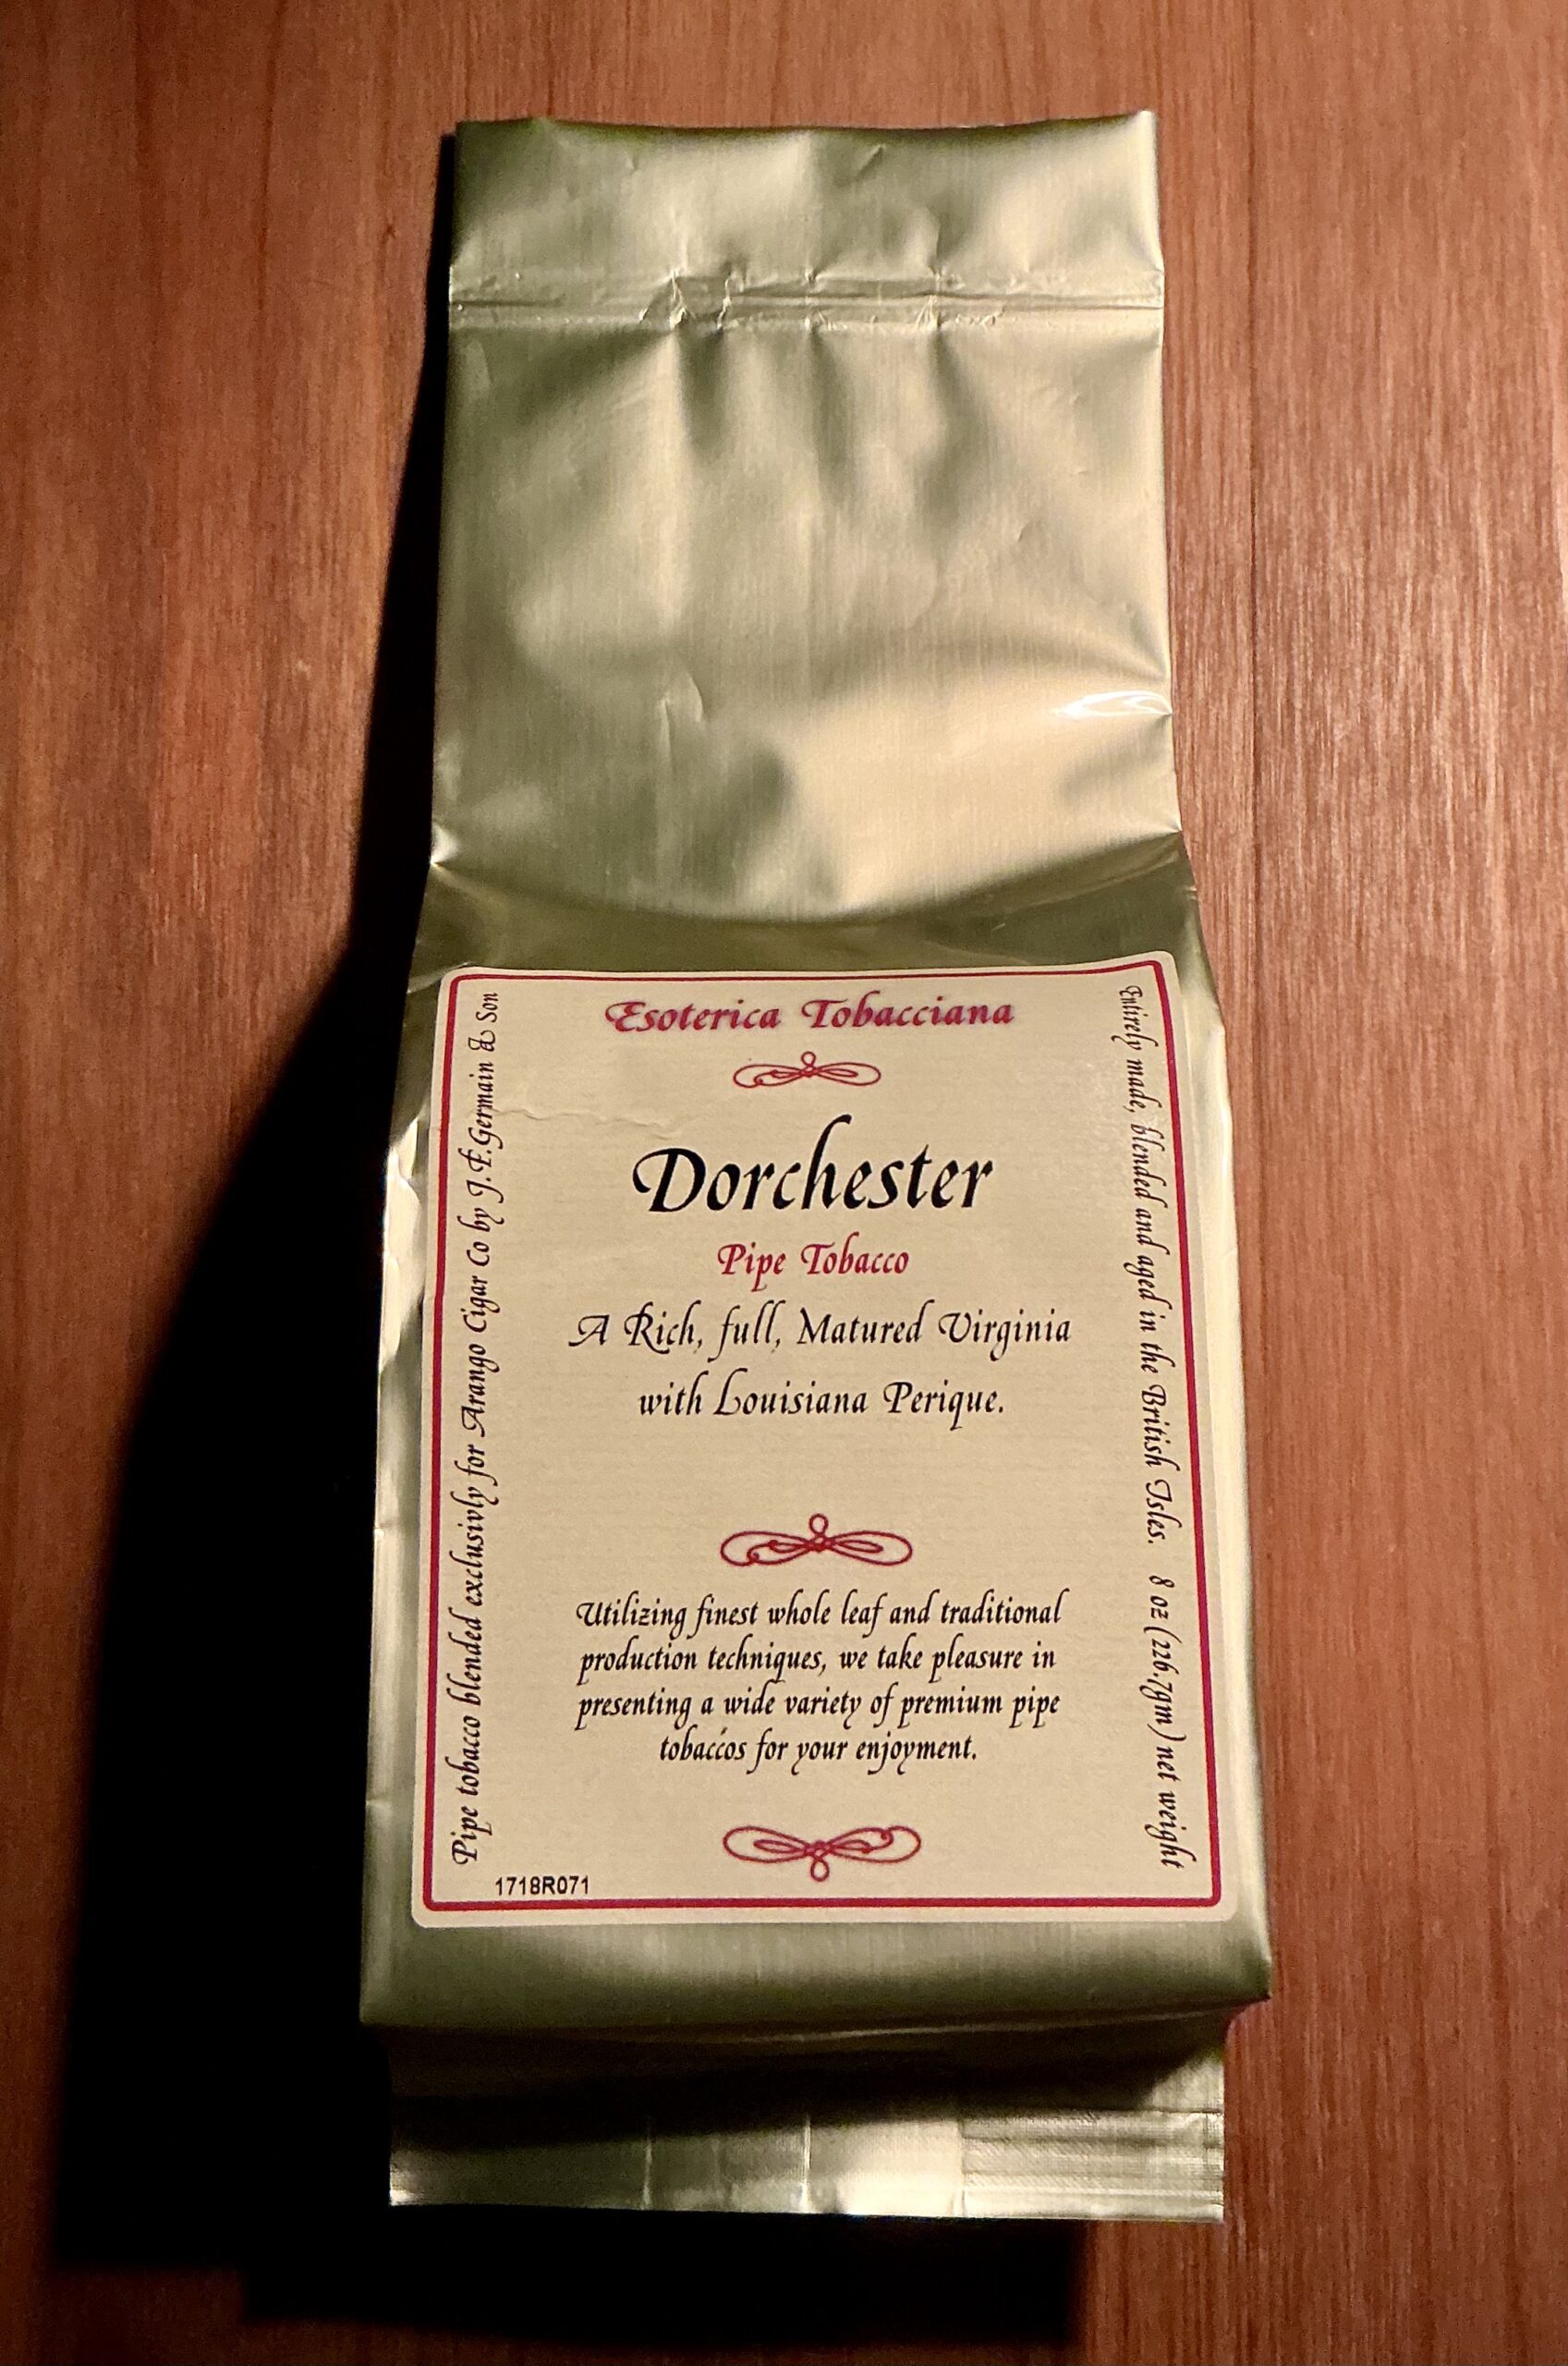 Esoterica Tobacciana
Dorchester
Pipe Tobacco
A Rich, full, Matured Virginia
with Louisiana Perique.
Utilizing finest whole leaf and traditional
production techniques, we take pleasure in
presenting a wide variety of premium pipe
tobaccos for your enjoyment.
Pipe tobacco blended exclusivly for Arango Cigar Co by J.F.Germain & Son
Entirely made, blended and aged in the British Isles. 8 oz (226.7gm) net weight
1718R071